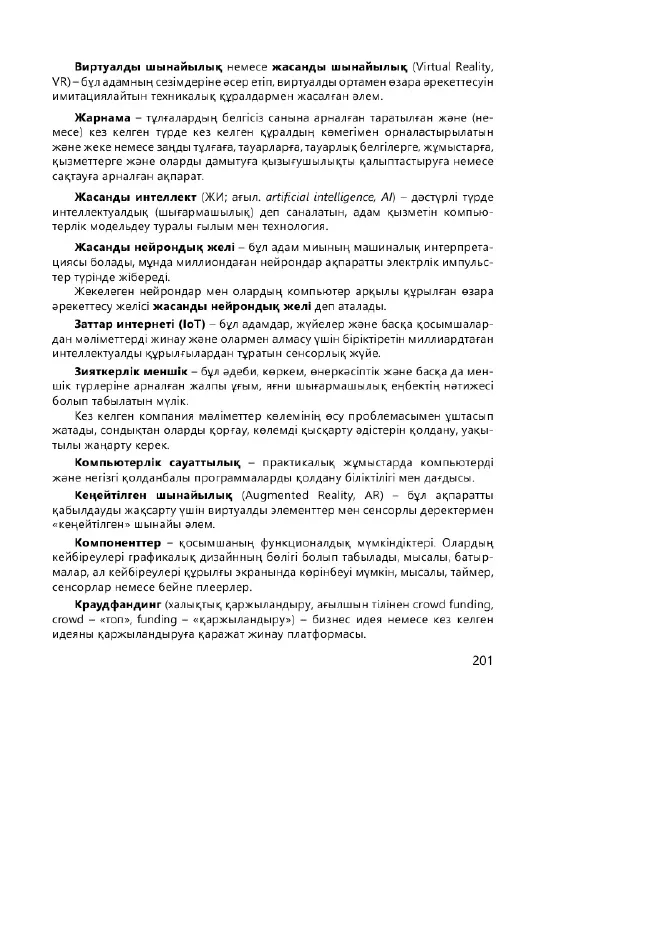 Виртуалды шынайылық немесе жасанды шынайылық (Virtual Reality,
VR) – бұл адамның сезімдеріне әсер етіп, виртуалды ортамен өзара әрекеттесуін
имитациялайтын техникалық құралдармен жасалған әлем.
Жарнама – тұлғалардың белгісіз санына арналған таратылған және (не-
месе) кез келген түрде кез келген құралдың көмегімен орналастырылатын
және жеке немесе заңды тұлғаға, тауарларға, тауарлық белгілерге, жұмыстарға,
қызметтерге және оларды дамытуға қызығушылықты қалыптастыруға немесе
сақтауға арналған ақпарат.
Жасанды интеллект (ЖИ; ағыл. artificial intelligence, AI) – дәстүрлі түрде
интеллектуалдық (шығармашылық) деп саналатын, адам қызметін компью-
терлік модельдеу туралы ғылым мен технология.
Жасанды нейрондық желі – бұл адам миының машиналық интерпрета-
циясы болады, мұнда миллиондаған нейрондар ақпаратты электрлік импульс-
тер түрінде жібереді.
Жекелеген нейрондар мен олардың компьютер арқылы құрылған өзара
әрекеттесу желісі жасанды нейрондық желі деп аталады.
Заттар интернеті (IoT) – бұл адамдар, жүйелер және басқа қосымшалар-
дан мәліметтерді жинау және олармен алмасу үшін біріктіретін миллиардтаған
интеллектуалды құрылғылардан тұратын сенсорлық жүйе.
Зияткерлік меншік – бұл әдеби, көркем, өнеркәсіптік және басқа да мен-
шік түрлеріне арналған жалпы ұғым, яғни шығармашылық еңбектің нәтижесі
болып табылатын мүлік.
Кез келген компания мәліметтер көлемінің өсу проблемасымен ұштасып
жатады, сондықтан оларды қорғау, көлемді қысқарту әдістерін қолдану, уақы-
тылы жаңарту керек.
Компьютерлік сауаттылық – практикалық жұмыстарда компьютерді
және негізгі қолданбалы программаларды қолдану біліктілігі мен дағдысы.
Кеңейтілген шынайылық (Augmented Reality, AR) – бұл ақпаратты
қабылдауды жақсарту үшін виртуалды элементтер мен сенсорлы деректермен
«кеңейтілген» шынайы әлем.
Компоненттер – қосымшаның функционалдық мүмкіндіктері. Олардың
кейбіреулері графикалық дизайнның бөлігі болып табылады, мысалы, батыр-
малар, ал кейбіреулері құрылғы экранында көрінбеуі мүмкін, мысалы, таймер,
сенсорлар немесе бейне плеерлер.
Краудфандинг (халықтық қаржыландыру, ағылшын тілінен crowd funding,
crowd – «топ», funding – «қаржыландыру») – бизнес идея немесе кез келген
идеяны қаржыландыруға қаражат жинау платформасы.
201